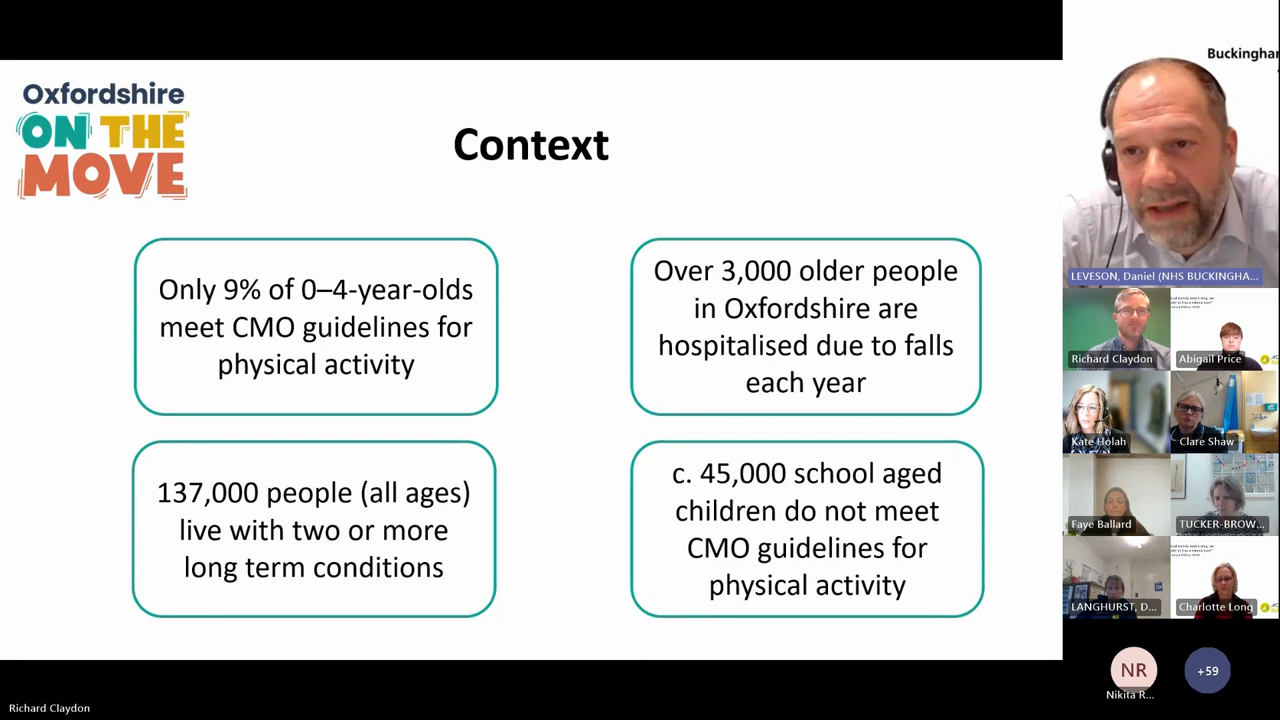 Oxfordshire
ON THE
MOVE
Context
Only 9% of 0–4-year-olds
meet CMO guidelines for
physical activity
Over 3,000 older people
in Oxfordshire are
hospitalised due to falls
each year
137,000 people (all ages)
live with two or more
long term conditions
c. 45,000 school aged
children do not meet
CMO guidelines for
physical activity
Buckingham
LEVESON, Daniel (NHS BUCKINGHA...
Richard Claydon
Abigail Price
Kate Holah
Clare Shaw
Faye Ballard
TUCKER-BROW...
LANGHURST, D...
Charlotte Long
NR
+59
Nikita R...
Richard Claydon